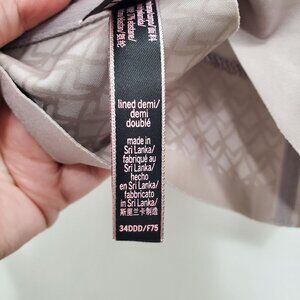 lined demi/
demi
doublé
made in
Sri Lanka/
fabriqué au
Sri Lanka/
hecho
en Sri Lanka/
fabbricato
in Sri Lanka/
斯里兰卡制造
34DDD/F75